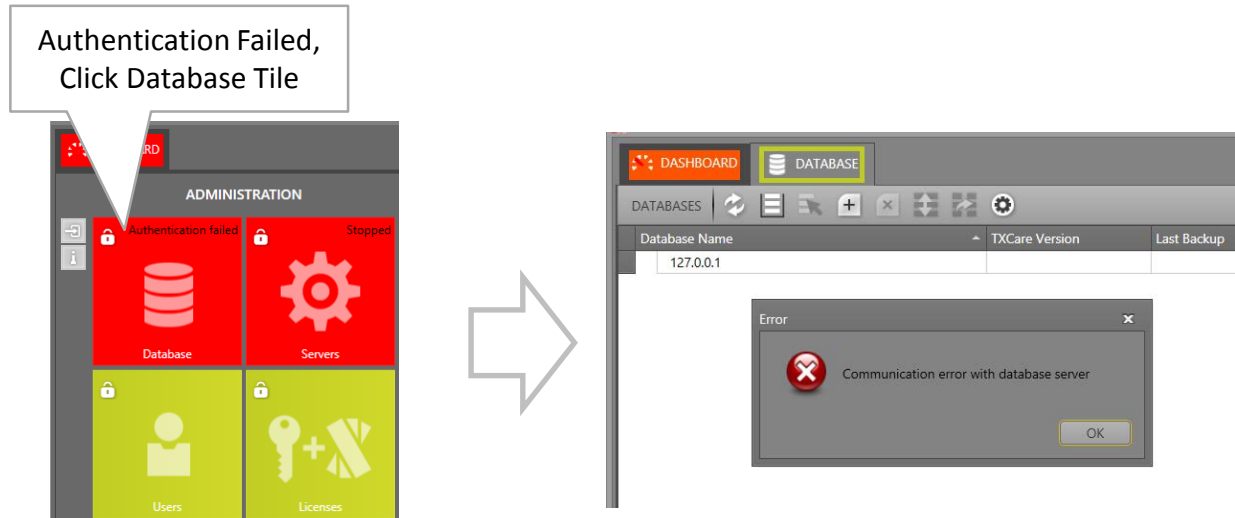 Authentication Failed,
Click Database Tile
RD
ADMINISTRATION
Authentication failed
Stopped
Database
Servers
Users
Licenses
DASHBOARD
DATABASE
DATABASES
Database Name
TXCare Version
Last Backup
127.0.0.1
Error
Communication error with database server
OK